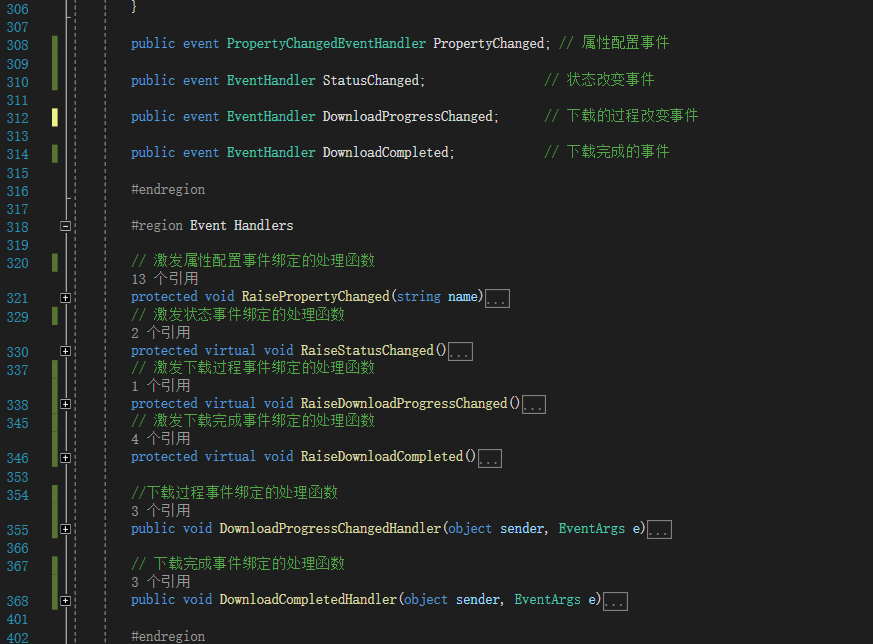 306 }
307
308 public event PropertyChangedEventHandler PropertyChanged; // 属性配置事件
309
310 public event EventHandler StatusChanged; // 状态改变事件
311
312 public event EventHandler DownloadProgressChanged; // 下载的过程改变事件
313
314 public event EventHandler DownloadCompleted; // 下载完成的事件
315
316 #endregion
317
318 #region Event Handlers
319
320 // 激发属性配置事件绑定的处理函数
13 个引用
321 protected void RaisePropertyChanged(string name)...
329 // 激发状态事件绑定的处理函数
2 个引用
330 protected virtual void RaiseStatusChanged()...
337 // 激发下载过程事件绑定的处理函数
1 个引用
338 protected virtual void RaiseDownloadProgressChanged()...
345 // 激发下载完成事件绑定的处理函数
4 个引用
346 protected virtual void RaiseDownloadCompleted()...
353
354 //下载过程事件绑定的处理函数
3 个引用
355 public void DownloadProgressChangedHandler(object sender, EventArgs e)...
366
367 // 下载完成事件绑定的处理函数
3 个引用
368 public void DownloadCompletedHandler(object sender, EventArgs e)...
401
402 #endregion